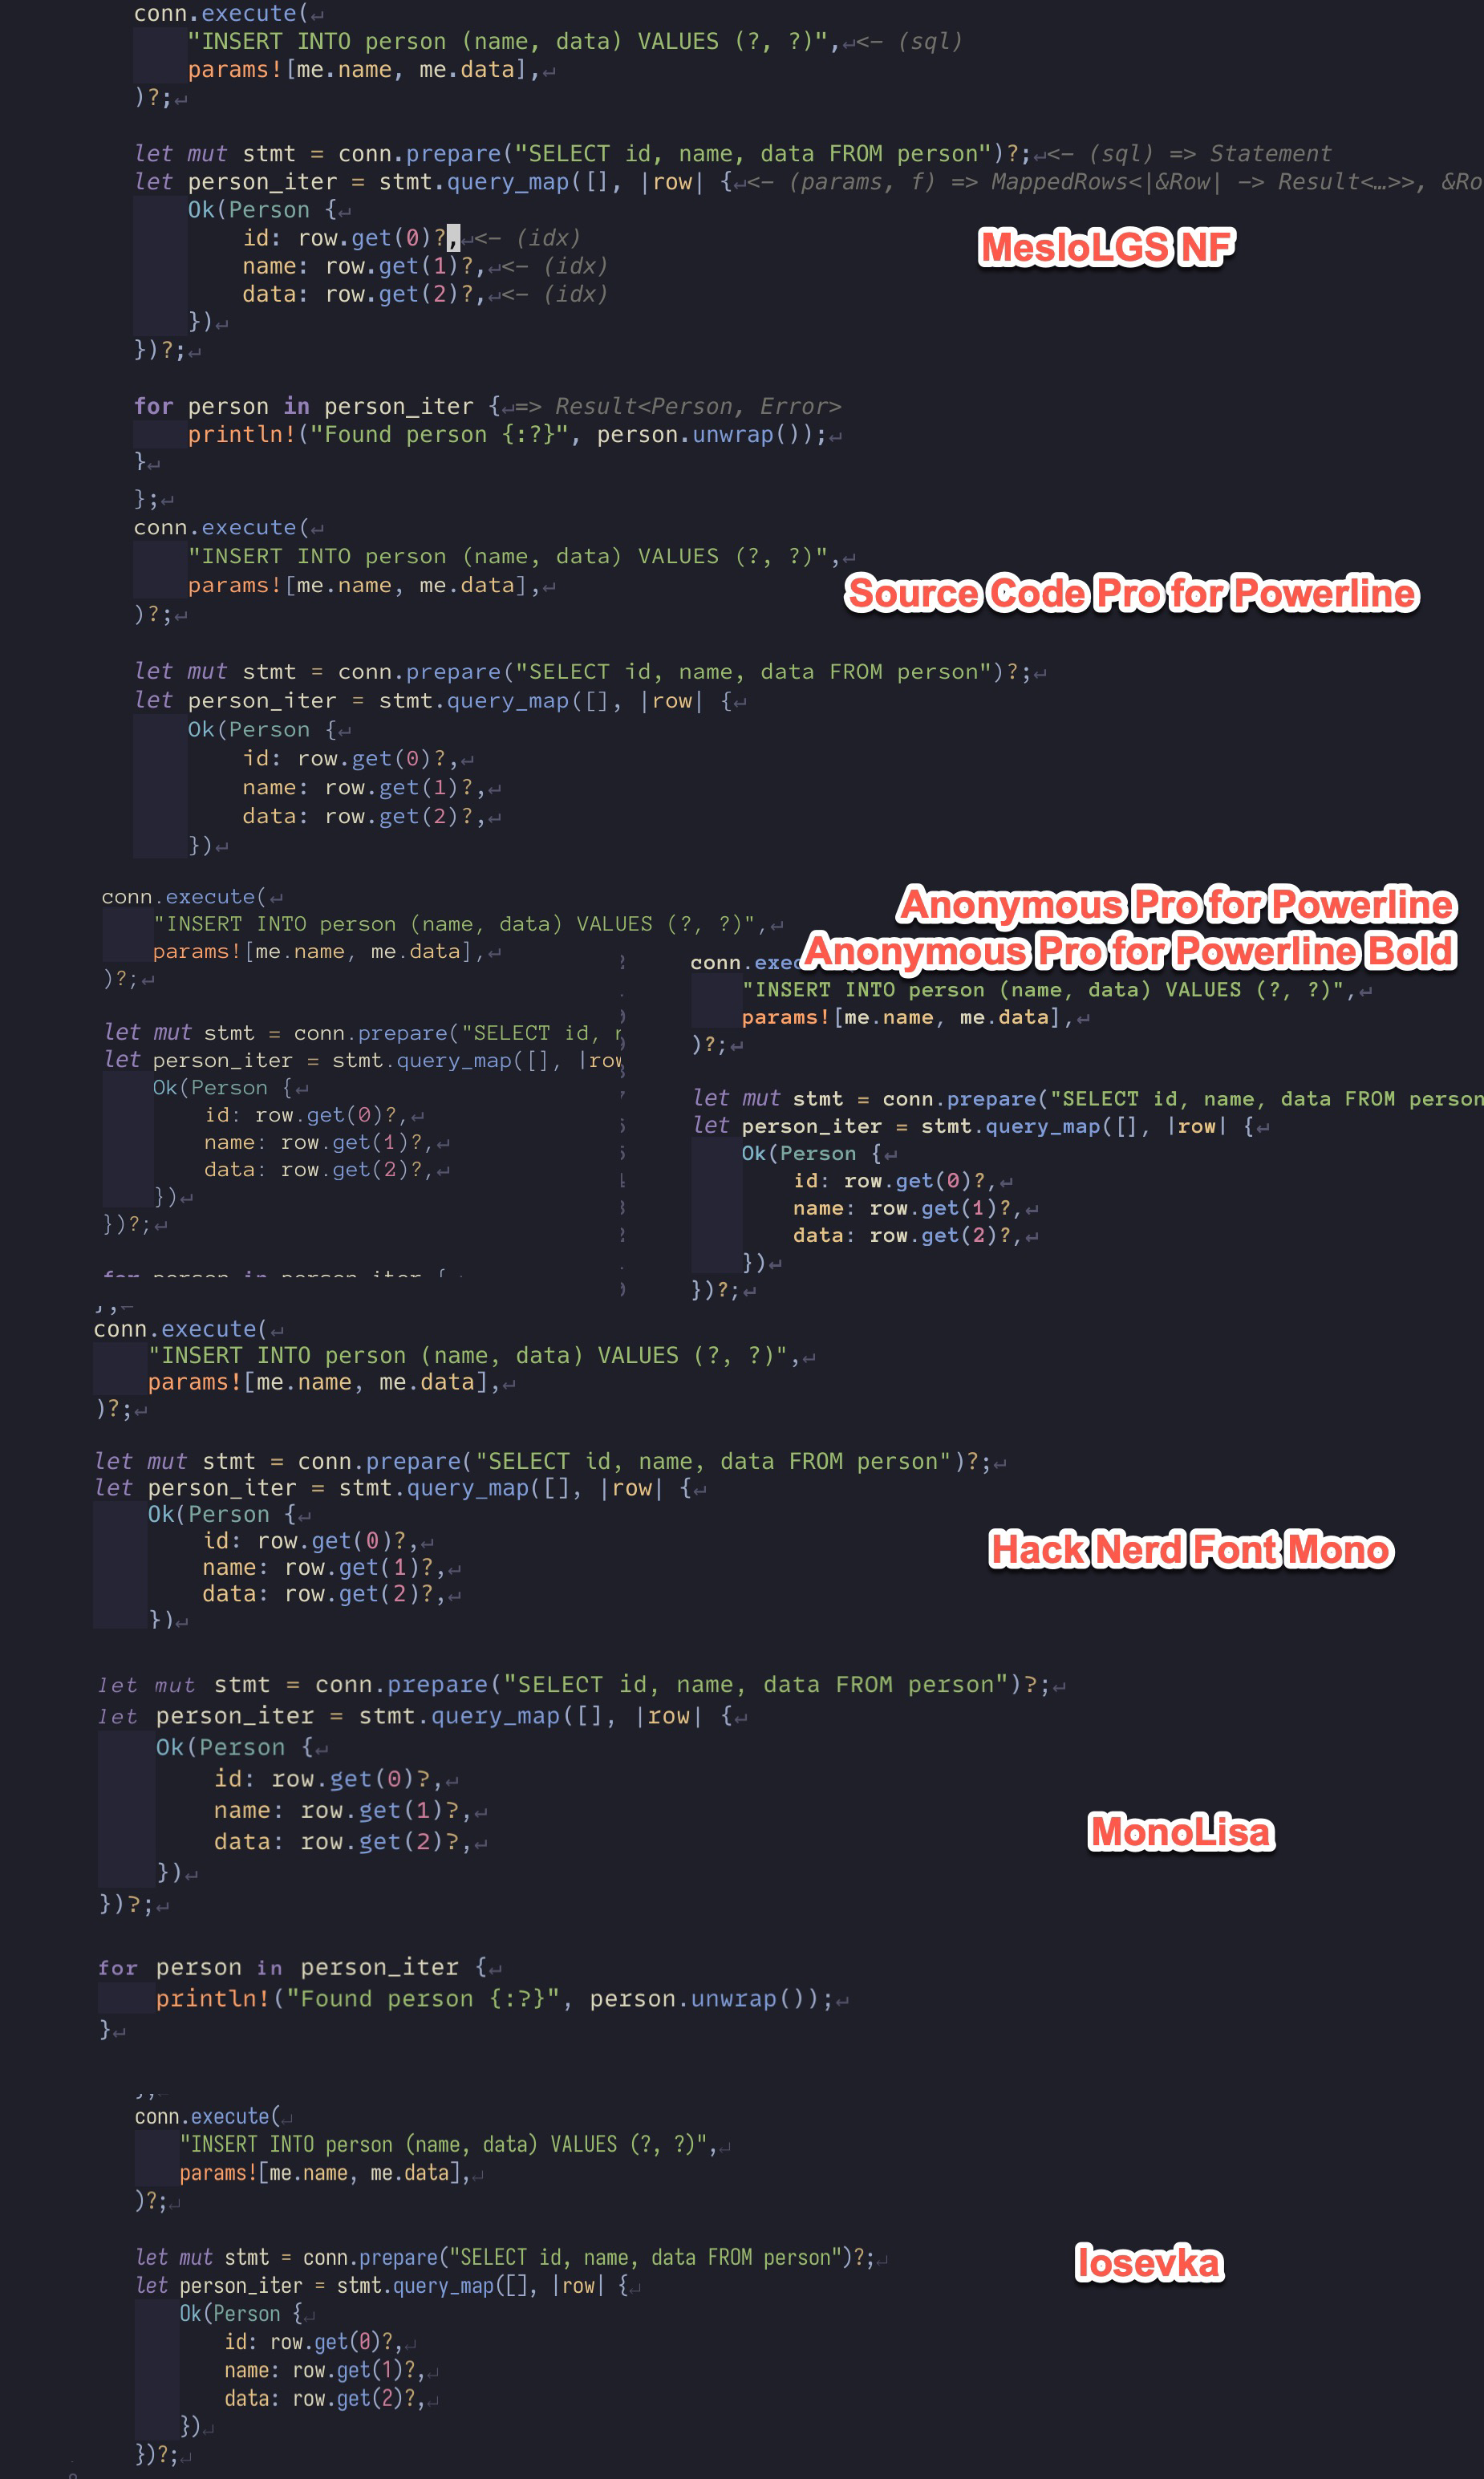 conn.execute(↵
"INSERT INTO person (name, data) VALUES (?, ?)",↵<- (sql)
params![me.name, me.data],↵
)?;↵
let mut stmt = conn.prepare("SELECT id, name, data FROM person")?;↵<- (sql) => Statement
let person_iter = stmt.query_map([], |row| {↵<- (params, f) => MappedRows<|&Row| -> Result<…>>, &Ro
Ok(Person {↵
id: row.get(0)?,↵<- (idx)
MesloLGS NF
name: row.get(1)?,↵<- (idx)
data: row.get(2)?,↵<- (idx)
})↵
})?;↵
for person in person_iter {↵=> Result<Person, Error>
println!("Found person {:?}", person.unwrap());↵
}↵
};↵
conn.execute(↵
"INSERT INTO person (name, data) VALUES (?, ?)",↵
params![me.name, me.data],↵
Source Code Pro for Powerline
)?;↵
let mut stmt = conn.prepare("SELECT id, name, data FROM person")?;↵
let person_iter = stmt.query_map([], |row| {↵
Ok(Person {↵
id: row.get(0)?,↵
name: row.get(1)?,↵
data: row.get(2)?,↵
})↵
Anonymous Pro for Powerline
Anonymous Pro for Powerline Bold
conn.execute(↵
"INSERT INTO person (name, data) VALUES (?, ?)",↵
params![me.name, me.data],↵
)?;↵
let mut stmt = conn.prepare("SELECT id,
let person_iter = stmt.query_map([], |row
Ok(Person {↵
id: row.get(0)?,↵
name: row.get(1)?,↵
data: row.get(2)?,↵
})↵
})?;↵
for person in person_iter {↵
conn.exec
"INSERT INTO person (name, data) VALUES (?, ?)",↵
params![me.name, me.data],↵
)?;↵
let mut stmt = conn.prepare("SELECT id, name, data FROM person
let person_iter = stmt.query_map([], |row| {↵
Ok(Person {↵
id: row.get(0)?,↵
name: row.get(1)?,↵
data: row.get(2)?,↵
})↵
})?;↵
conn.execute(↵
"INSERT INTO person (name, data) VALUES (?, ?)",↵
params![me.name, me.data],↵
)?;↵
let mut stmt = conn.prepare("SELECT id, name, data FROM person")?;↵
let person_iter = stmt.query_map([], |row| {↵
Ok(Person {↵
id: row.get(0)?,↵
Hack Nerd Font Mono
name: row.get(1)?,↵
data: row.get(2)?,↵
})↵
let mut stmt = conn.prepare("SELECT id, name, data FROM person")?;↵
let person_iter = stmt.query_map([], |row| {↵
Ok(Person {↵
id: row.get(0)?,↵
name: row.get(1)?,↵
MonoLisa
data: row.get(2)?,↵
})↵
})?;↵
for person in person_iter {↵
println!("Found person {:?}", person.unwrap());↵
}↵
conn.execute(↵
"INSERT INTO person (name, data) VALUES (?, ?)",↵
params![me.name, me.data],↵
)?;↵
let mut stmt = conn.prepare("SELECT id, name, data FROM person")?;↵
Iosevka
let person_iter = stmt.query_map([], |row| {↵
Ok(Person {↵
id: row.get(0)?,↵
name: row.get(1)?,↵
data: row.get(2)?,↵
})↵
})?;↵